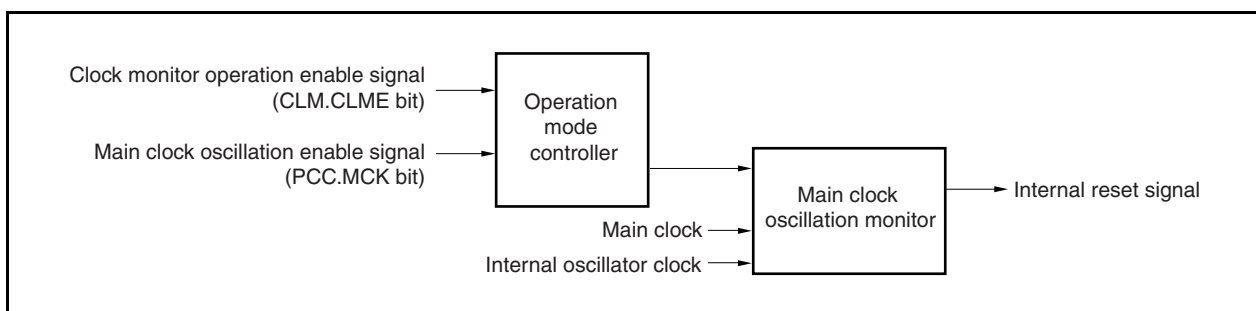 Clock monitor operation enable signal
(CLM.CLME bit)
Main clock oscillation enable signal
(PCC.MCK bit)
Operation
mode
controller
Main clock
Internal oscillator clock
Main clock
oscillation monitor
Internal reset signal